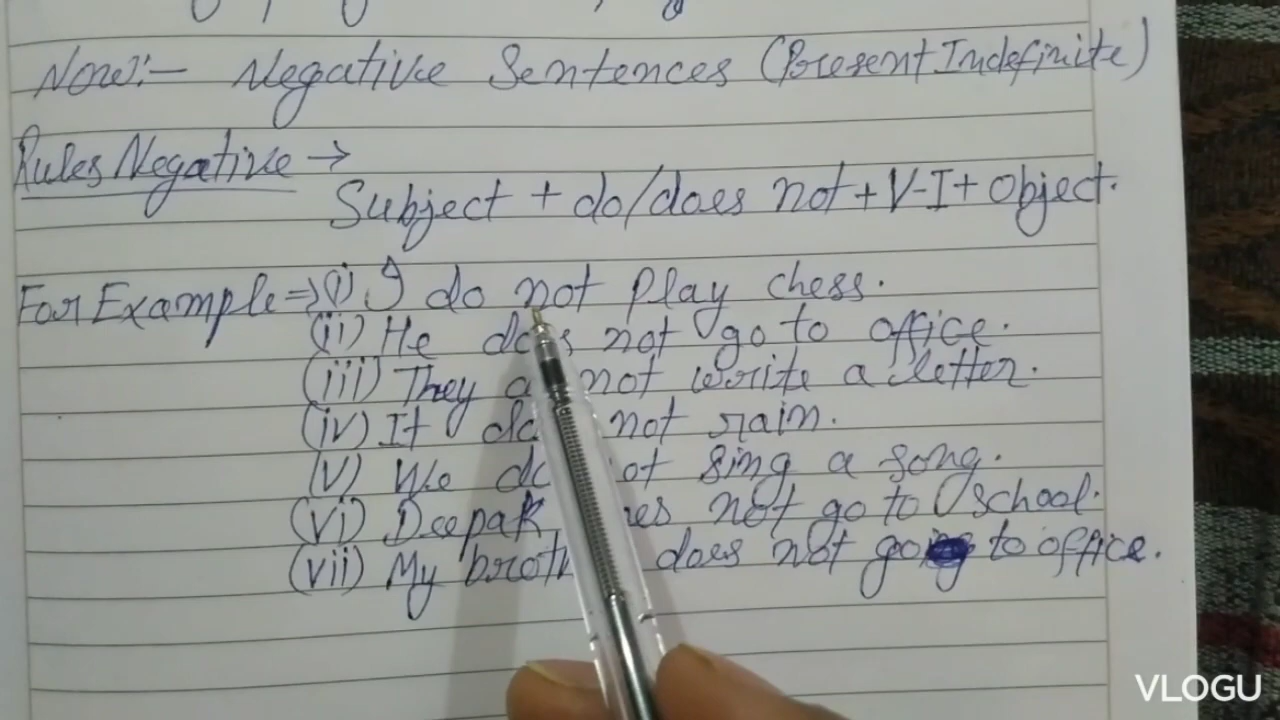 Now:- Negative Sentences (Present Indefinite)
Rules Negative →
Subject + do/does not + V-I + Object.
For Example ⇒ (i) I do not play chess.
(ii) He does not go to office.
(iii) They not write a letter.
(iv) It not rain.
(v) We sing a song.
(vi) Deepak not go to school.
(vii) My does not go to office.
VLOGU